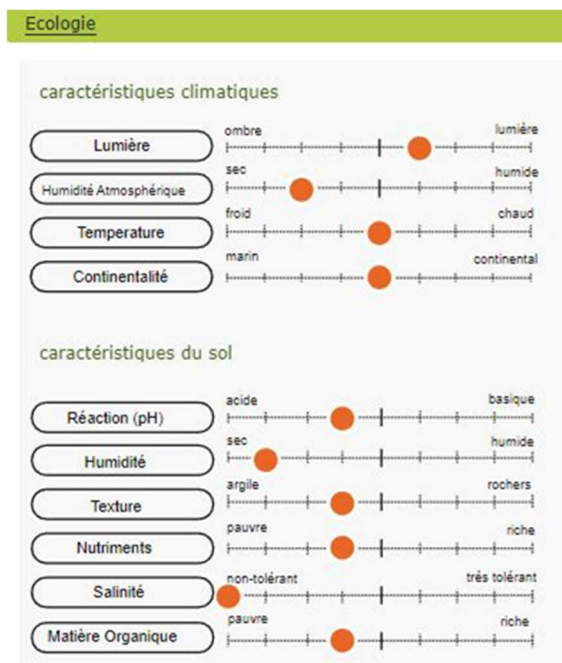 Ecologie
caractéristiques climatiques
Lumière
ombre lumière
Humidité Atmosphérique
sec humide
Temperature
froid chaud
Continentalité
marin continental
caractéristiques du sol
Réaction (pH)
acide basique
Humidité
sec humide
Texture
argile rochers
Nutriments
pauvre riche
Salinité
non-tolérant très tolérant
Matière Organique
pauvre riche